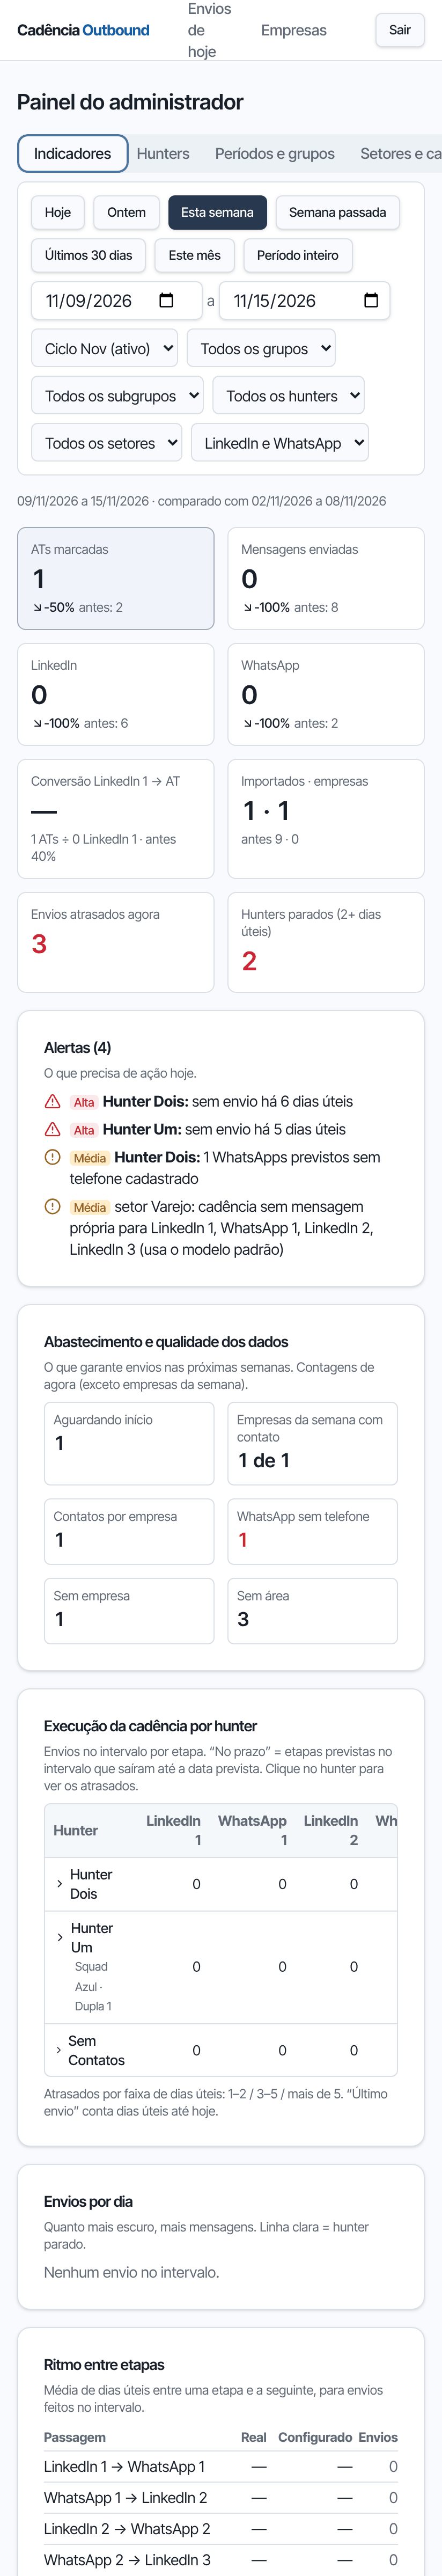 Cadência Outbound
Envios
de
hoje
Empresas
Sair
Painel do administrador
Indicadores
Hunters
Períodos e grupos
Setores e ca
Hoje
Ontem
Esta semana
Semana passada
Últimos 30 dias
Este mês
Período inteiro
11/09/2026
a
11/15/2026
Ciclo Nov (ativo)
Todos os grupos
Todos os subgrupos
Todos os hunters
Todos os setores
LinkedIn e WhatsApp
09/11/2026 a 15/11/2026 · comparado com 02/11/2026 a 08/11/2026
ATs marcadas
1
↘ -50% antes: 2
Mensagens enviadas
0
↘ -100% antes: 8
LinkedIn
0
↘ -100% antes: 6
WhatsApp
0
↘ -100% antes: 2
Conversão LinkedIn 1 → AT
—
1 ATs ÷ 0 LinkedIn 1 · antes
40%
Importados · empresas
1 · 1
antes 9 · 0
Envios atrasados agora
3
Hunters parados (2+ dias
úteis)
2
Alertas (4)
O que precisa de ação hoje.
Alta Hunter Dois: sem envio há 6 dias úteis
Alta Hunter Um: sem envio há 5 dias úteis
Média Hunter Dois: 1 WhatsApps previstos sem
telefone cadastrado
Média setor Varejo: cadência sem mensagem
própria para LinkedIn 1, WhatsApp 1, LinkedIn 2,
LinkedIn 3 (usa o modelo padrão)
Abastecimento e qualidade dos dados
O que garante envios nas próximas semanas. Contagens de
agora (exceto empresas da semana).
Aguardando início
1
Empresas da semana com
contato
1 de 1
Contatos por empresa
1
WhatsApp sem telefone
1
Sem empresa
1
Sem área
3
Execução da cadência por hunter
Envios no intervalo por etapa. “No prazo” = etapas previstas no
intervalo que saíram até a data prevista. Clique no hunter para
ver os atrasados.
Hunter
LinkedIn
1
WhatsApp
1
LinkedIn
2
Wh
Hunter
Dois
0
0
0
Hunter
Um
Squad
Azul ·
Dupla 1
0
0
0
Sem
Contatos
0
0
0
Atrasados por faixa de dias úteis: 1–2 / 3–5 / mais de 5. “Último
envio” conta dias úteis até hoje.
Envios por dia
Quanto mais escuro, mais mensagens. Linha clara = hunter
parado.
Nenhum envio no intervalo.
Ritmo entre etapas
Média de dias úteis entre uma etapa e a seguinte, para envios
feitos no intervalo.
Passagem Real Configurado Envios
LinkedIn 1 → WhatsApp 1 — — 0
WhatsApp 1 → LinkedIn 2 — — 0
LinkedIn 2 → WhatsApp 2 — — 0
WhatsApp 2 → LinkedIn 3 — — 0